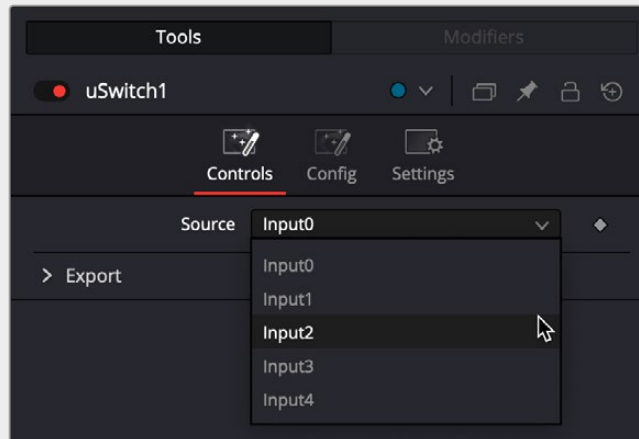 Tools Modifiers
uSwitch1
Controls Config Settings
Source Input0
Export
Input0
Input1
Input2
Input3
Input4